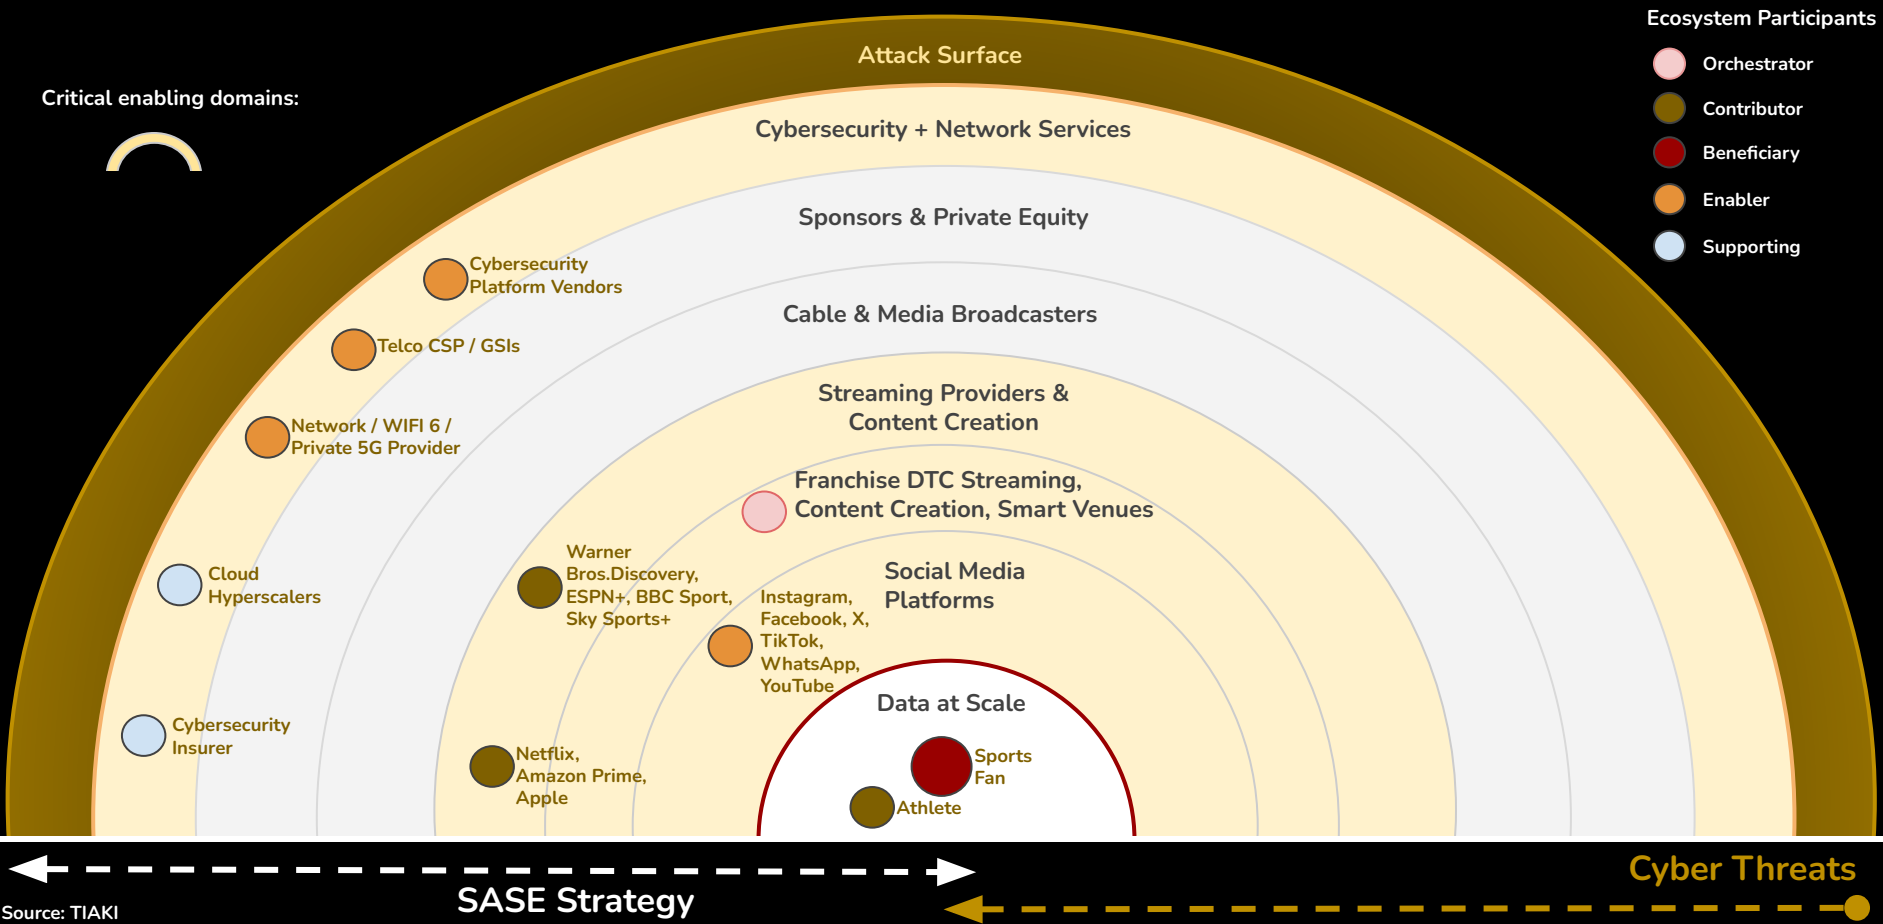 Ecosystem Participants
Orchestrator
Contributor
Beneficiary
Enabler
Supporting
Critical enabling domains:
Attack Surface
Cybersecurity + Network Services
Sponsors & Private Equity
Cable & Media Broadcasters
Streaming Providers &
Content Creation
Franchise DTC Streaming,
Content Creation, Smart Venues
Social Media
Platforms
Data at Scale
Cybersecurity
Platform Vendors
Telco CSP / GSIs
Network / WIFI 6 /
Private 5G Provider
Cloud
Hyperscalers
Cybersecurity
Insurer
Warner
Bros.Discovery,
ESPN+, BBC Sport,
Sky Sports+
Instagram,
Facebook, X,
TikTok,
WhatsApp,
YouTube
Netflix,
Amazon Prime,
Apple
Sports
Fan
Athlete
SASE Strategy
Cyber Threats
Source: TIAKI